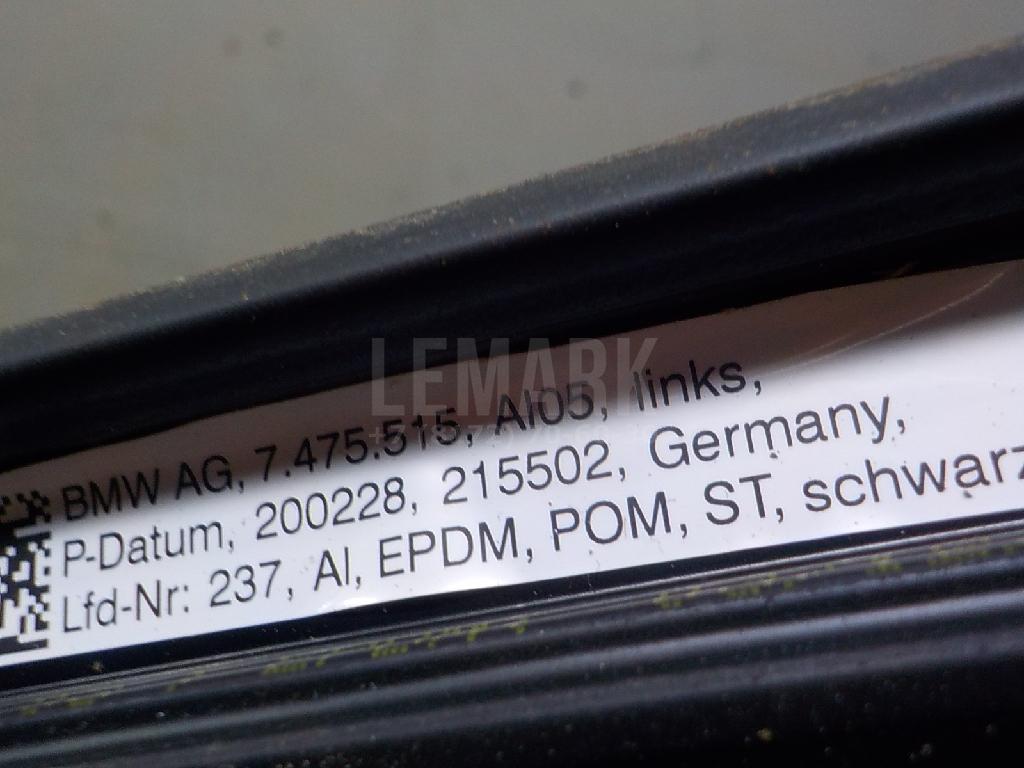 LEMARK
BMW AG, 7.475.515, AI05, links,
P-Datum, 200228, 215502, Germany,
Lfd-Nr: 237, Al, EPDM, POM, ST, schwarz